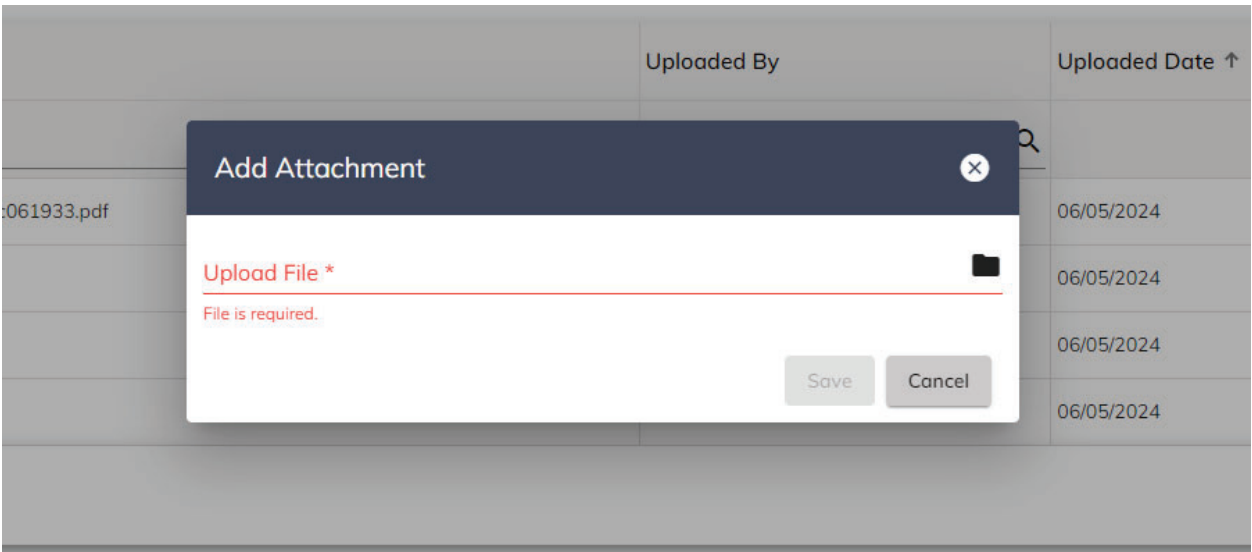 Uploaded By Uploaded Date ↑
Add Attachment
:061933.pdf 06/05/2024
Upload File *
06/05/2024
File is required.
06/05/2024
Save Cancel
06/05/2024